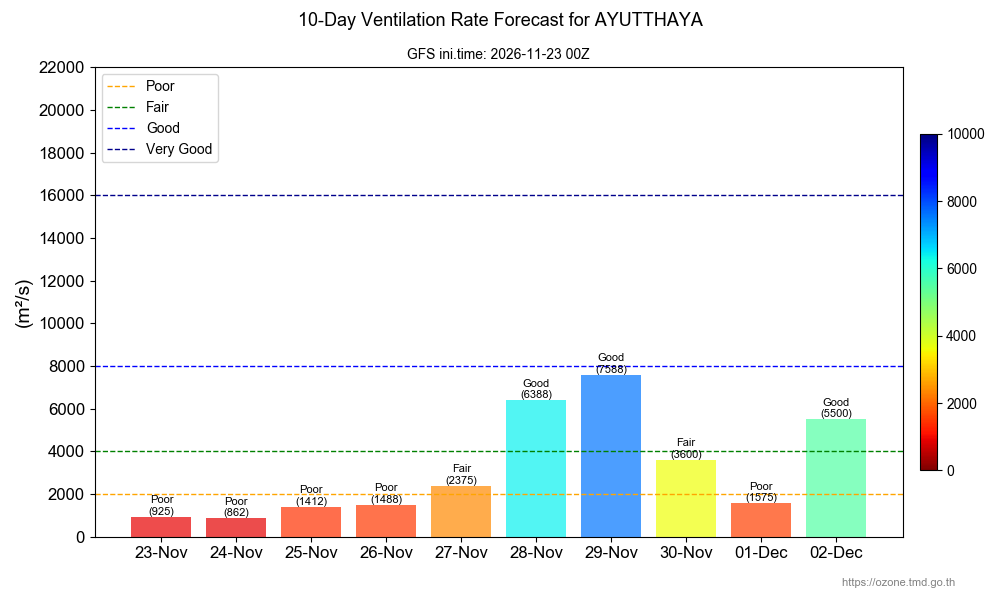 10-Day Ventilation Rate Forecast for AYUTTHAYA
GFS ini.time: 2026-11-23 00Z
(m²/s)
22000
20000
18000
16000
14000
12000
10000
8000
6000
4000
2000
0
Poor
Fair
Good
Very Good
Poor
(925)
Poor
(862)
Poor
(1412)
Poor
(1488)
Fair
(2375)
Good
(6388)
Good
(7588)
Fair
(3600)
Poor
(1575)
Good
(5500)
23-Nov 24-Nov 25-Nov 26-Nov 27-Nov 28-Nov 29-Nov 30-Nov 01-Dec 02-Dec
10000
8000
6000
4000
2000
0
https://ozone.tmd.go.th